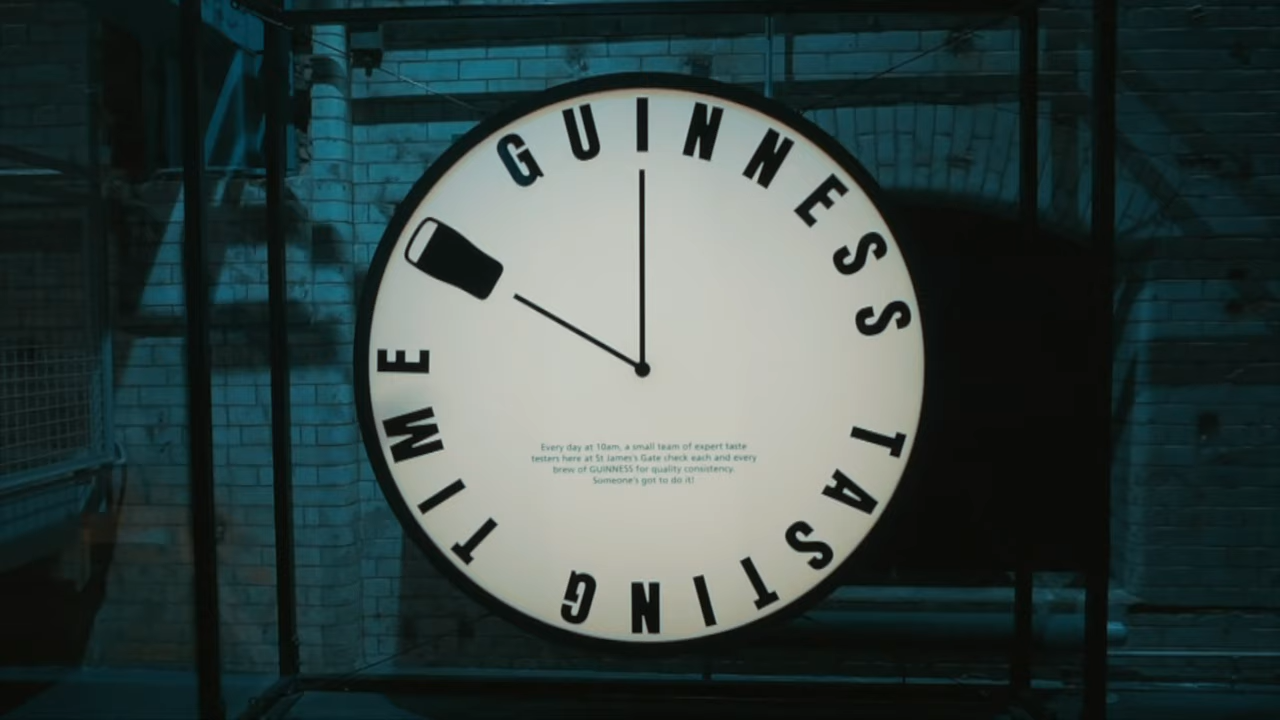 GUINNESS TASTING TIME
Every day at 10am, a small team of expert taste
testers here at St James's Gate check each and every
brew of GUINNESS for quality consistency.
Someone's got to do it!